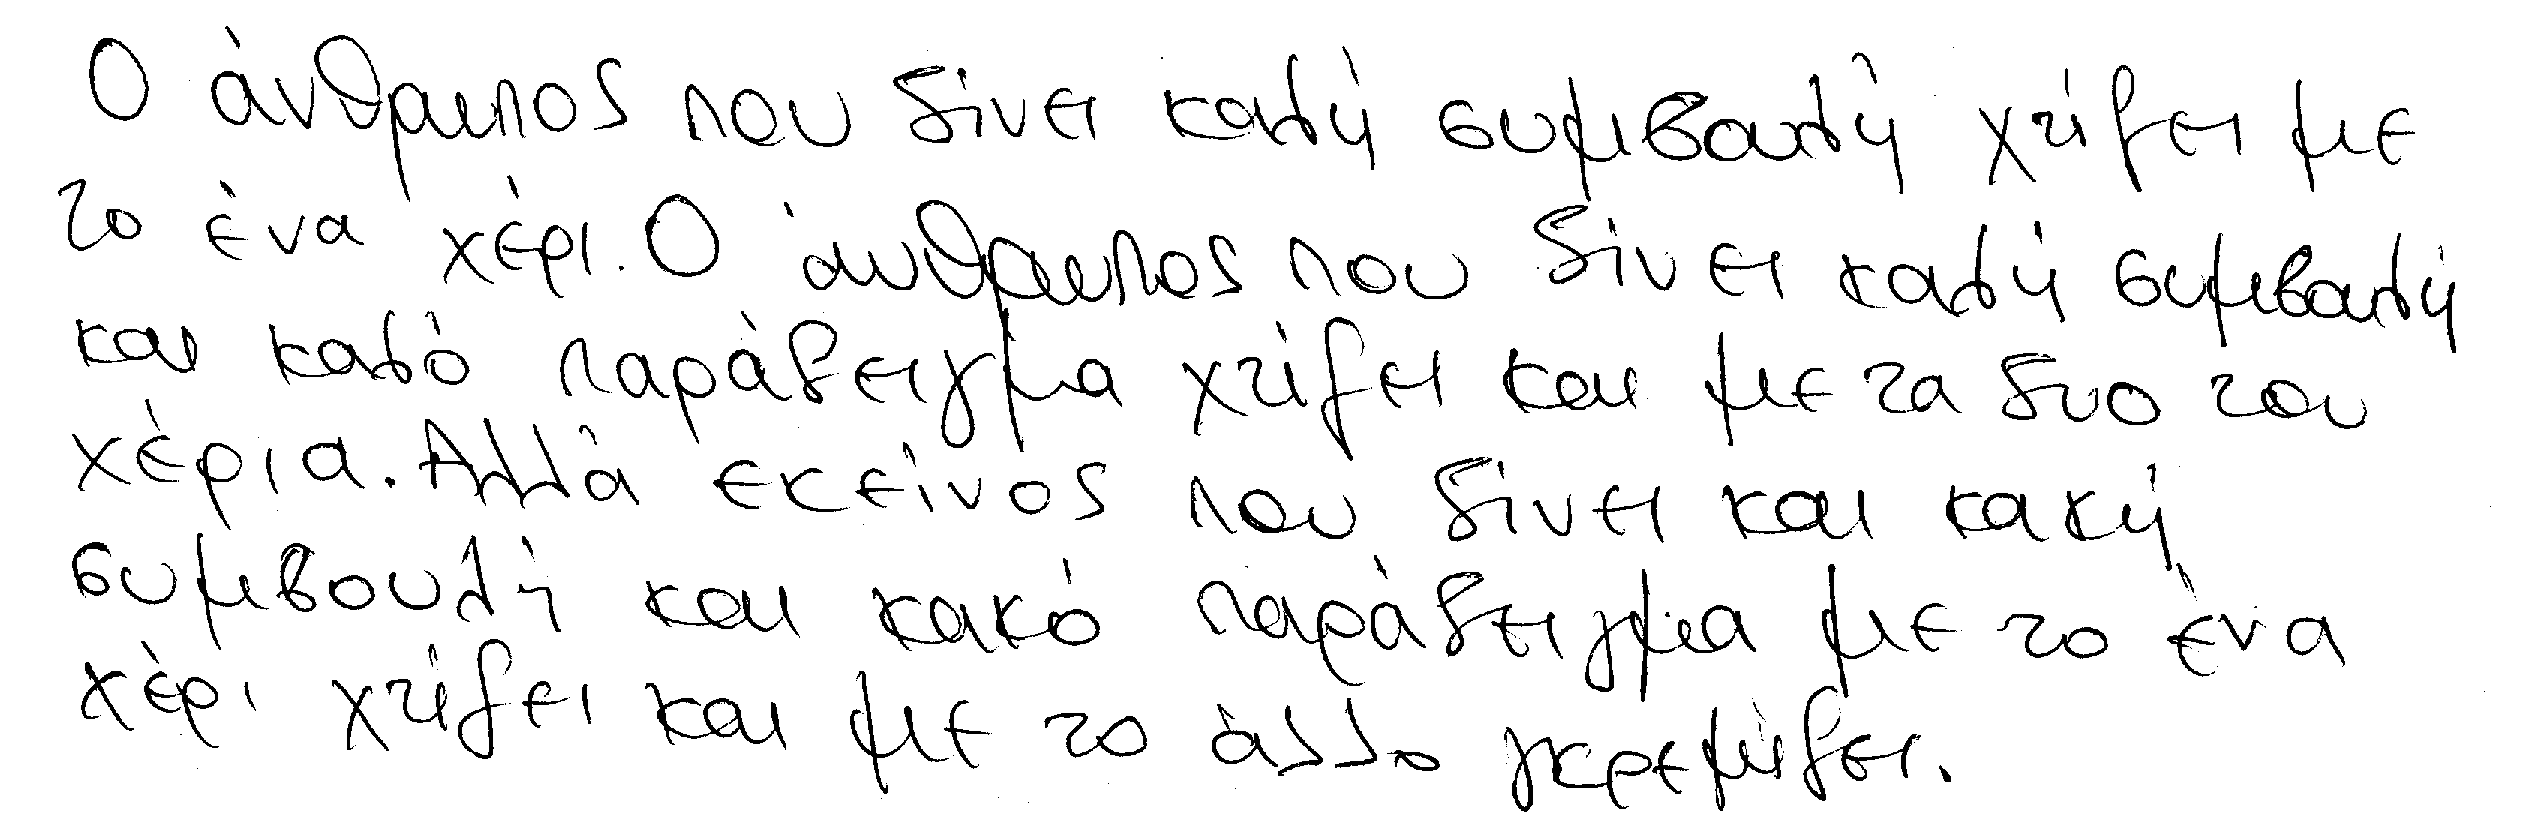 Ο άνθρωπος που δίνει καλή συμβουλή χτίζει με
το ένα χέρι. Ο άνθρωπος που δίνει καλή συμβουλή
και καλό παράδειγμα χτίζει και με τα δυο του
χέρια. Αλλά εκείνος που δίνει και κακή
συμβουλή και κακό παράδειγμα με το ένα
χέρι χτίζει και με το άλλο γκρεμίζει.